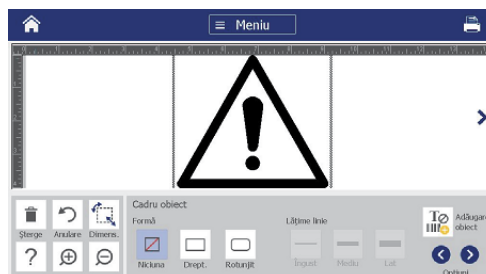 Meniu
Cadru obiect
Formă
Lățime linie
Șterge
Anulare
Dimens.
Niciuna
Drept.
Rotunjit
Îngust
Mediu
Lat
Adăugare
obiect
Opțiuni